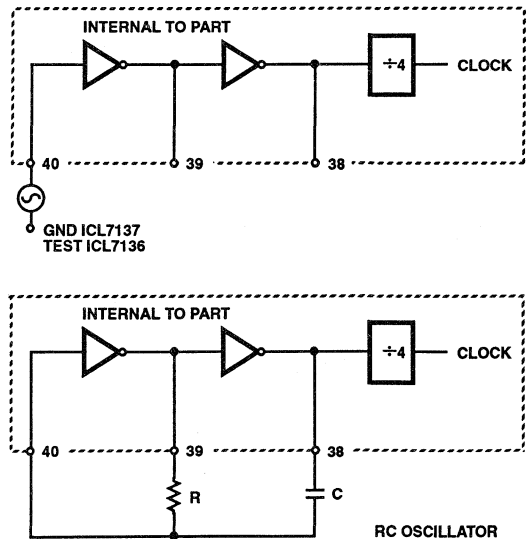 INTERNAL TO PART
÷4
CLOCK
40
39
38
GND ICL7137
TEST ICL7136
INTERNAL TO PART
÷4
CLOCK
40
39
38
R
C
RC OSCILLATOR